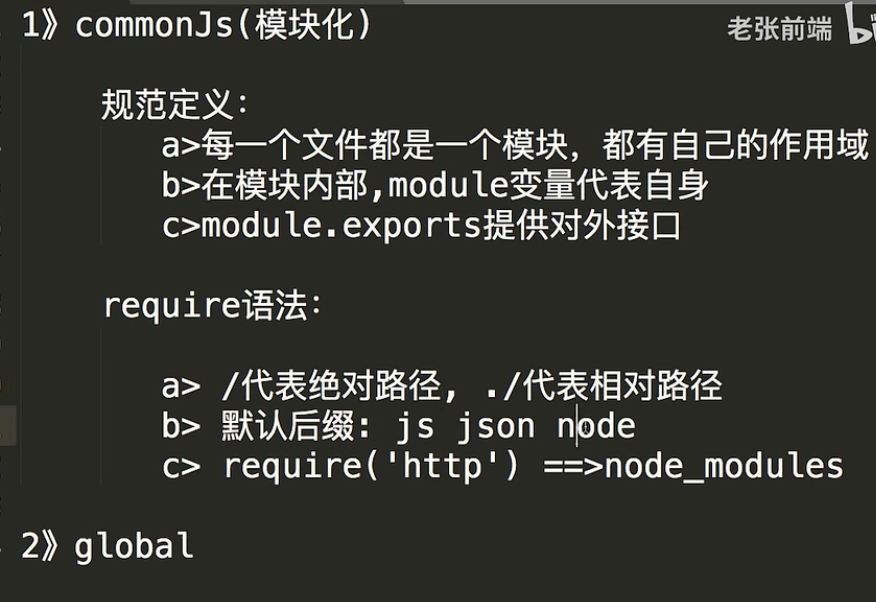 1》commonJs(模块化)
老张前端
规范定义:
a>每一个文件都是一个模块，都有自己的作用域
b>在模块内部,module变量代表自身
c>module.exports提供对外接口
require语法:
a> /代表绝对路径, ./代表相对路径
b> 默认后缀: js json node
c> require('http') ==>node_modules
2》global